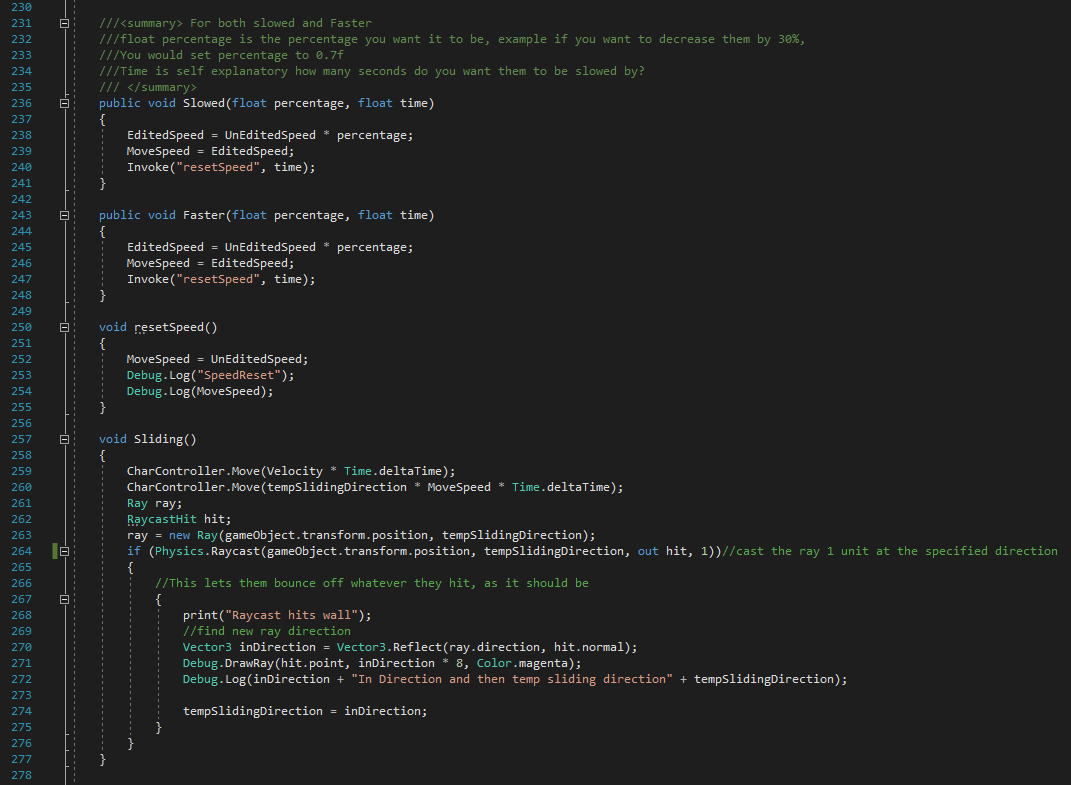 230
231 ///<summary> For both slowed and Faster
232 ///float percentage is the percentage you want it to be, example if you want to decrease them by 30%,
233 ///You would set percentage to 0.7f
234 ///Time is self explanatory how many seconds do you want them to be slowed by?
235 /// </summary>
236 public void Slowed(float percentage, float time)
237 {
238 EditedSpeed = UnEditedSpeed * percentage;
239 MoveSpeed = EditedSpeed;
240 Invoke("resetSpeed", time);
241 }
242
243 public void Faster(float percentage, float time)
244 {
245 EditedSpeed = UnEditedSpeed * percentage;
246 MoveSpeed = EditedSpeed;
247 Invoke("resetSpeed", time);
248 }
249
250 void resetSpeed()
251 {
252 MoveSpeed = UnEditedSpeed;
253 Debug.Log("SpeedReset");
254 Debug.Log(MoveSpeed);
255 }
256
257 void Sliding()
258 {
259 CharController.Move(Velocity * Time.deltaTime);
260 CharController.Move(tempSlidingDirection * MoveSpeed * Time.deltaTime);
261 Ray ray;
262 RaycastHit hit;
263 ray = new Ray(gameObject.transform.position, tempSlidingDirection);
264 if (Physics.Raycast(gameObject.transform.position, tempSlidingDirection, out hit, 1))//cast the ray 1 unit at the specified direction
265 {
266 //This lets them bounce off whatever they hit, as it should be
267 {
268 print("Raycast hits wall");
269 //find new ray direction
270 Vector3 inDirection = Vector3.Reflect(ray.direction, hit.normal);
271 Debug.DrawRay(hit.point, inDirection * 8, Color.magenta);
272 Debug.Log(inDirection + "In Direction and then temp sliding direction" + tempSlidingDirection);
273
274 tempSlidingDirection = inDirection;
275 }
276 }
277 }
278